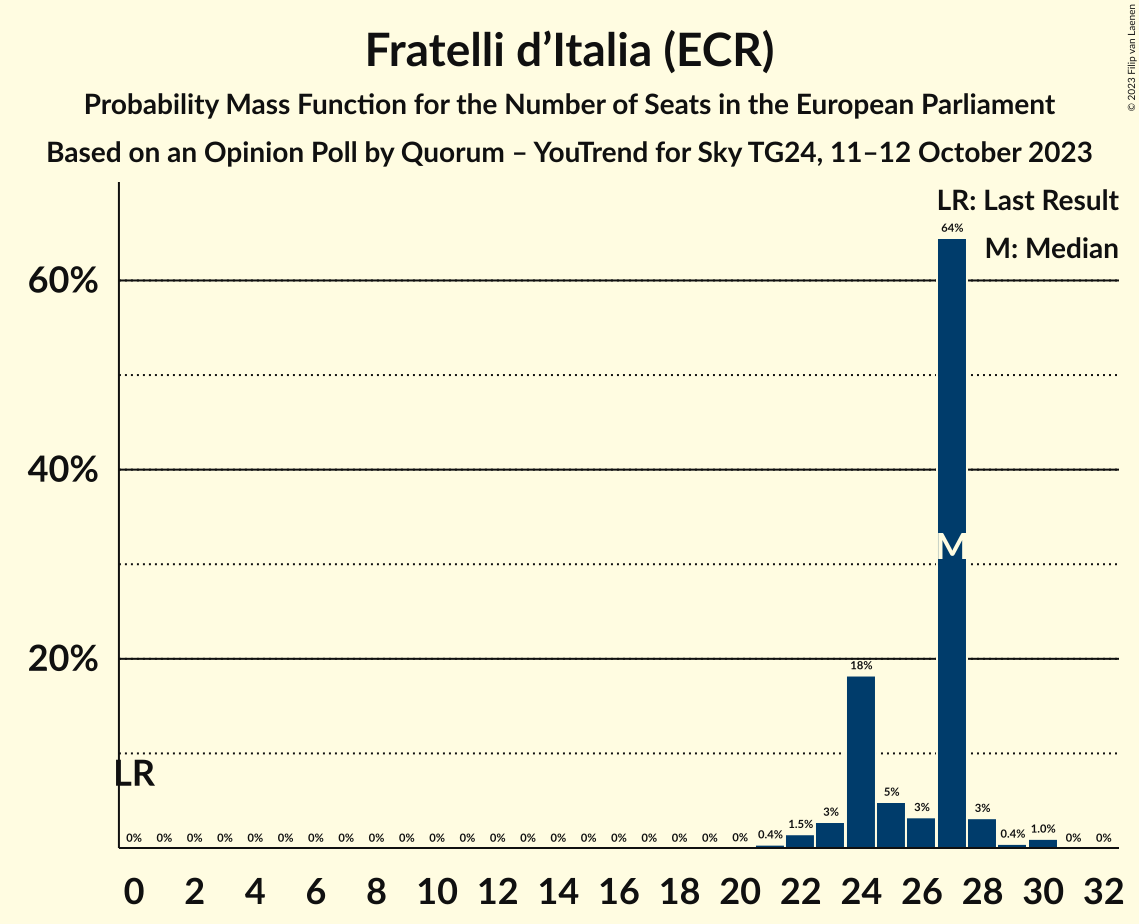 Fratelli d’Italia (ECR)
Probability Mass Function for the Number of Seats in the European Parliament
Based on an Opinion Poll by Quorum – YouTrend for Sky TG24, 11–12 October 2023
© 2023 Filip van Laenen
LR: Last Result
M: Median
60%
40%
20%
LR
M
0% 0% 0% 0% 0% 0% 0% 0% 0% 0% 0% 0% 0% 0% 0% 0% 0% 0% 0% 0% 0% 0.4% 1.5% 3% 18% 5% 3% 64% 3% 0.4% 1.0% 0% 0%
0 2 4 6 8 10 12 14 16 18 20 22 24 26 28 30 32